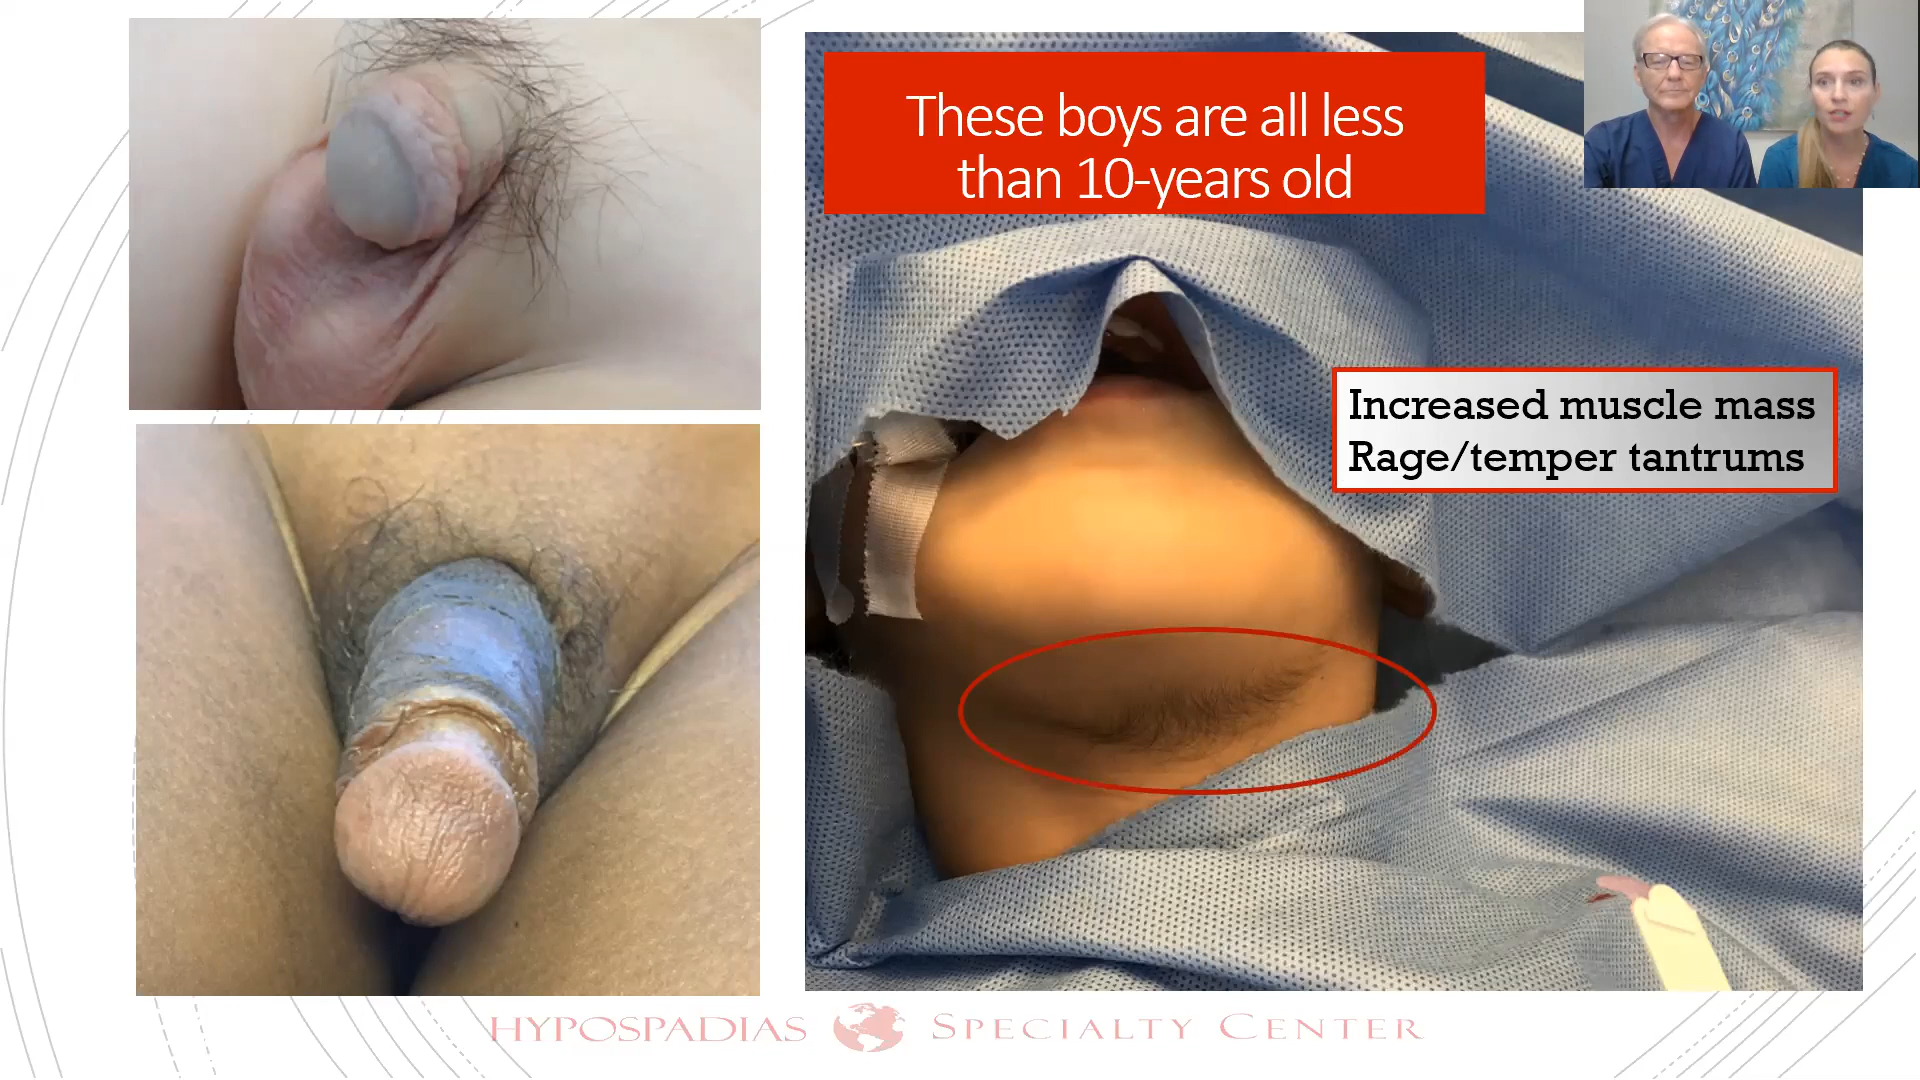 These boys are all less
than 10-years old
Increased muscle mass
Rage/temper tantrums
HYPOSPADIAS SPECIALTY CENTER